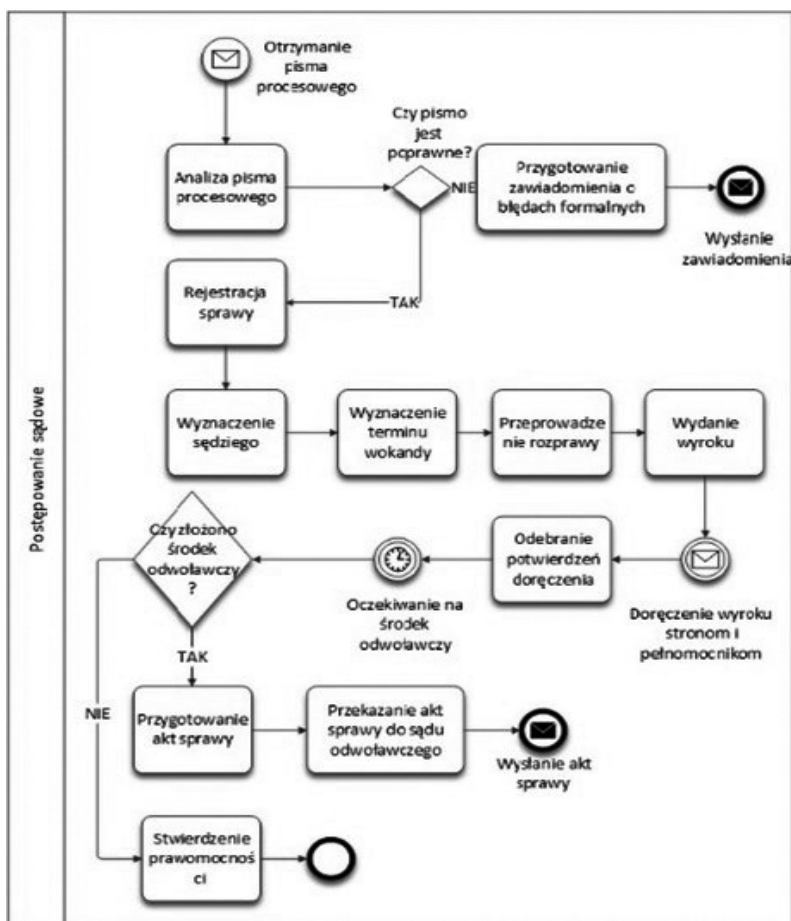 Otrzymanie
pisma
procesowego
Czy pismo
jest
pcprawne?
Analiza pisma
procesowego
NIE
Przygotowanie
zawiadomienia o
błędach formalnych
Wysłanie
zawiadomienia
Rejestracja
sprawy
TAK
Postępowanie sądowe
Wyznaczenie
sędziego
Wyznaczenie
terminu
wokandy
Przeprowadze
nie rozprawy
Wydanie
wyroku
Czy złożono
środek
odwoławczy
?
Oczekiwanie na
środek
odwoławczy
Odebranie
potwierdzeń
doręczenia
Doręczenie wyroku
stronom i
pełnomocnikom
TAK
NIE
Przygotowanie
akt sprawy
Przekazanie akt
sprawy do sądu
odwoławczego
Wysłanie akt
sprawy
Stwierdzenie
prawomocnoś
ci